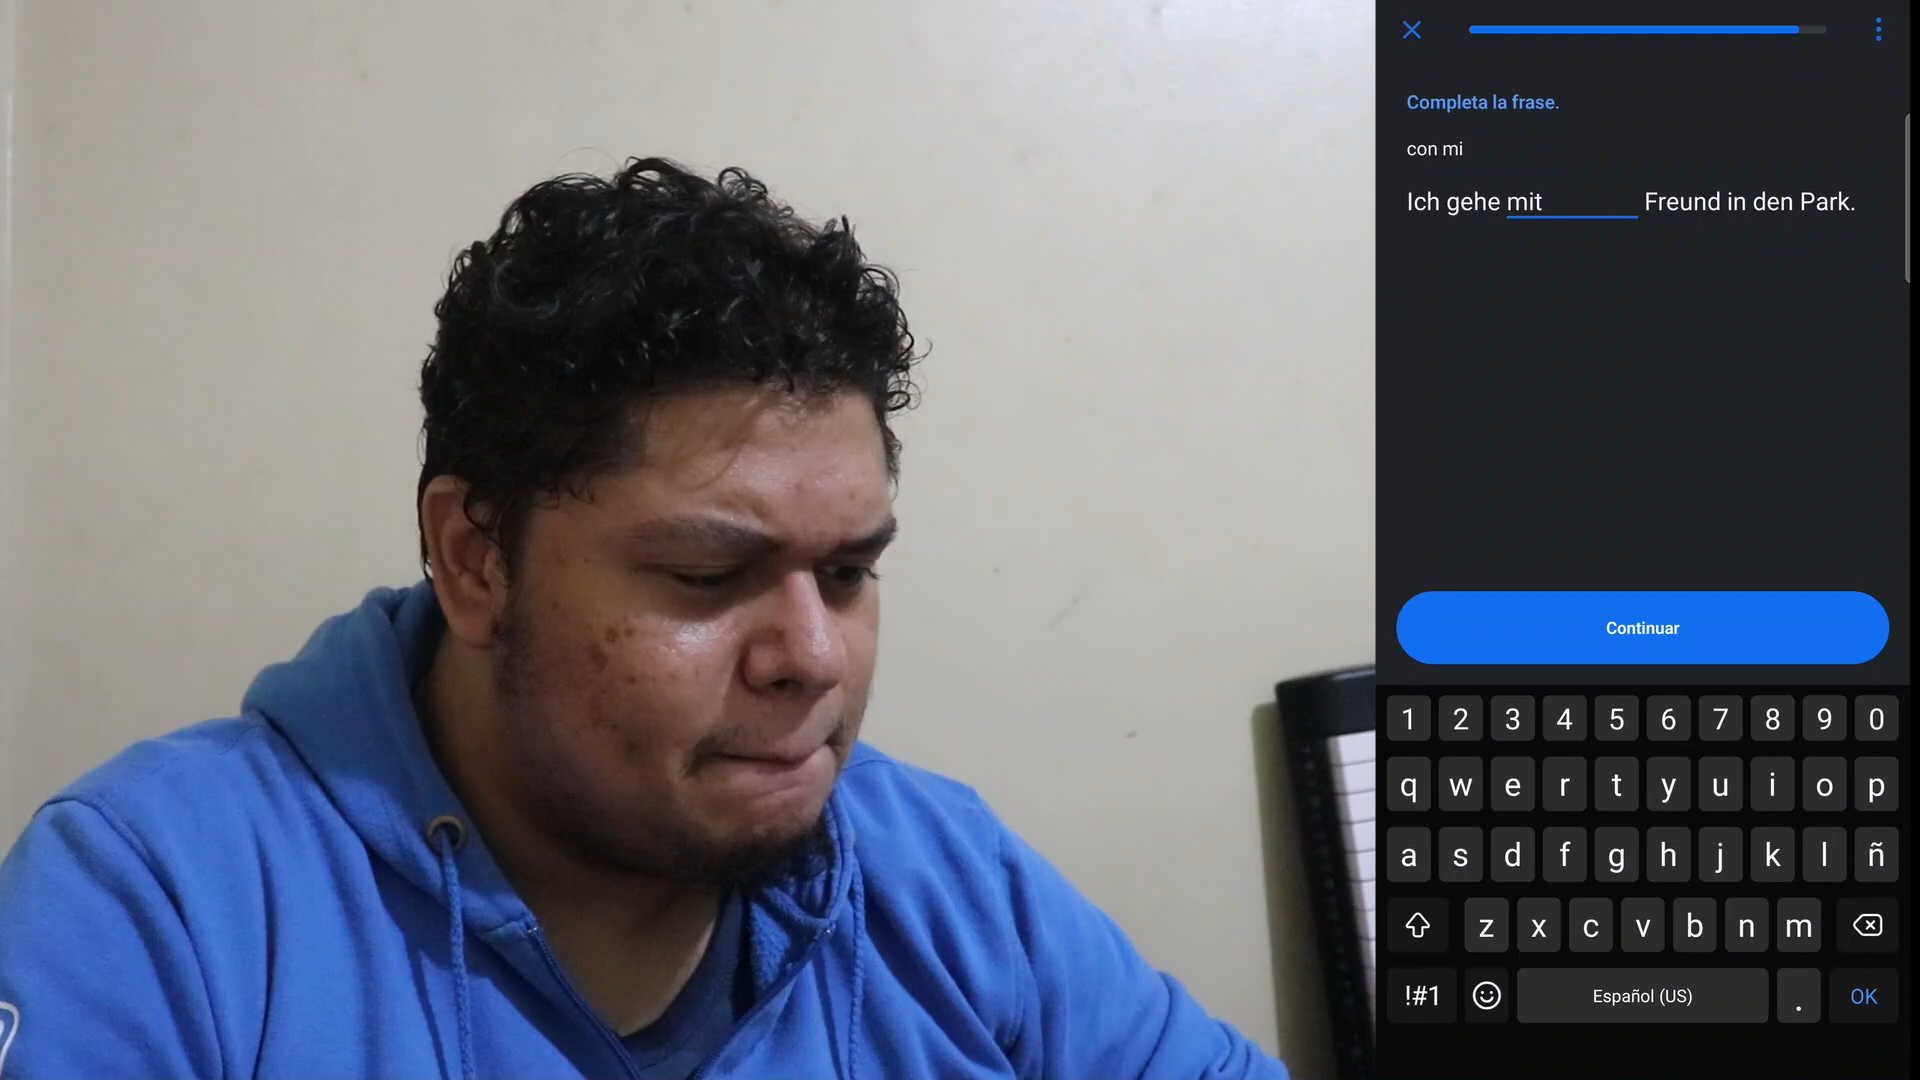 Completa la frase.
con mi
Ich gehe mit Freund in den Park.
Continuar
1 2 3 4 5 6 7 8 9 0
q w e r t y u i o p
a s d f g h j k l ñ
z x c v b n m
!#1 Español (US) . OK